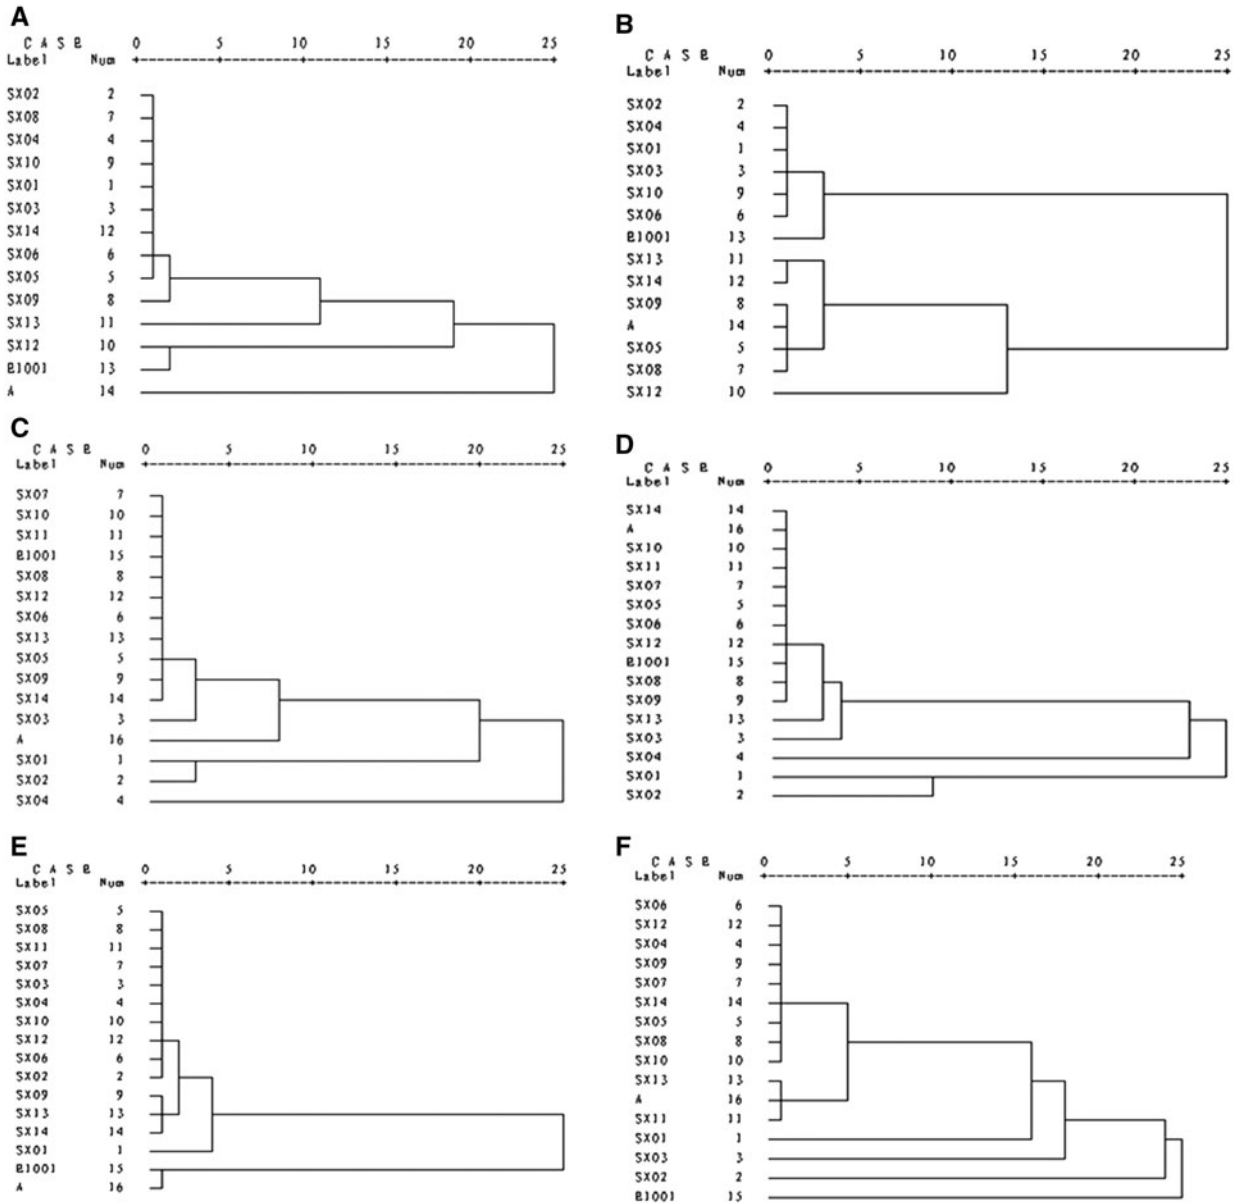 A
C A S E 0 5 10 15 20 25
Label Num
SX02 2
SX08 7
SX04 4
SX10 9
SX01 1
SX03 3
SX14 12
SX06 6
SX05 5
SX09 8
SX13 11
SX12 10
E1001 13
A 14
B
C A S E 0 5 10 15 20 25
Label Num
SX02 2
SX04 4
SX01 1
SX03 3
SX10 9
SX06 6
E1001 13
SX13 11
SX14 12
SX09 8
A 14
SX05 5
SX08 7
SX12 10
C
C A S E 0 5 10 15 20 25
Label Num
SX07 7
SX10 10
SX11 11
E1001 15
SX08 8
SX12 12
SX06 6
SX13 13
SX05 5
SX09 9
SX14 14
SX03 3
A 16
SX01 1
SX02 2
SX04 4
D
C A S E 0 5 10 15 20 25
Label Num
SX14 14
A 16
SX10 10
SX11 11
SX07 7
SX05 5
SX06 6
SX12 12
E1001 15
SX08 8
SX09 9
SX13 13
SX03 3
SX04 4
SX01 1
SX02 2
E
C A S E 0 5 10 15 20 25
Label Num
SX05 5
SX08 8
SX11 11
SX07 7
SX03 3
SX04 4
SX10 10
SX12 12
SX06 6
SX02 2
SX09 9
SX13 13
SX14 14
SX01 1
E1001 15
A 16
F
C A S E 0 5 10 15 20 25
Label Num
SX06 6
SX12 12
SX04 4
SX09 9
SX07 7
SX14 14
SX05 5
SX08 8
SX10 10
SX13 13
A 16
SX11 11
SX01 1
SX03 3
SX02 2
E1001 15